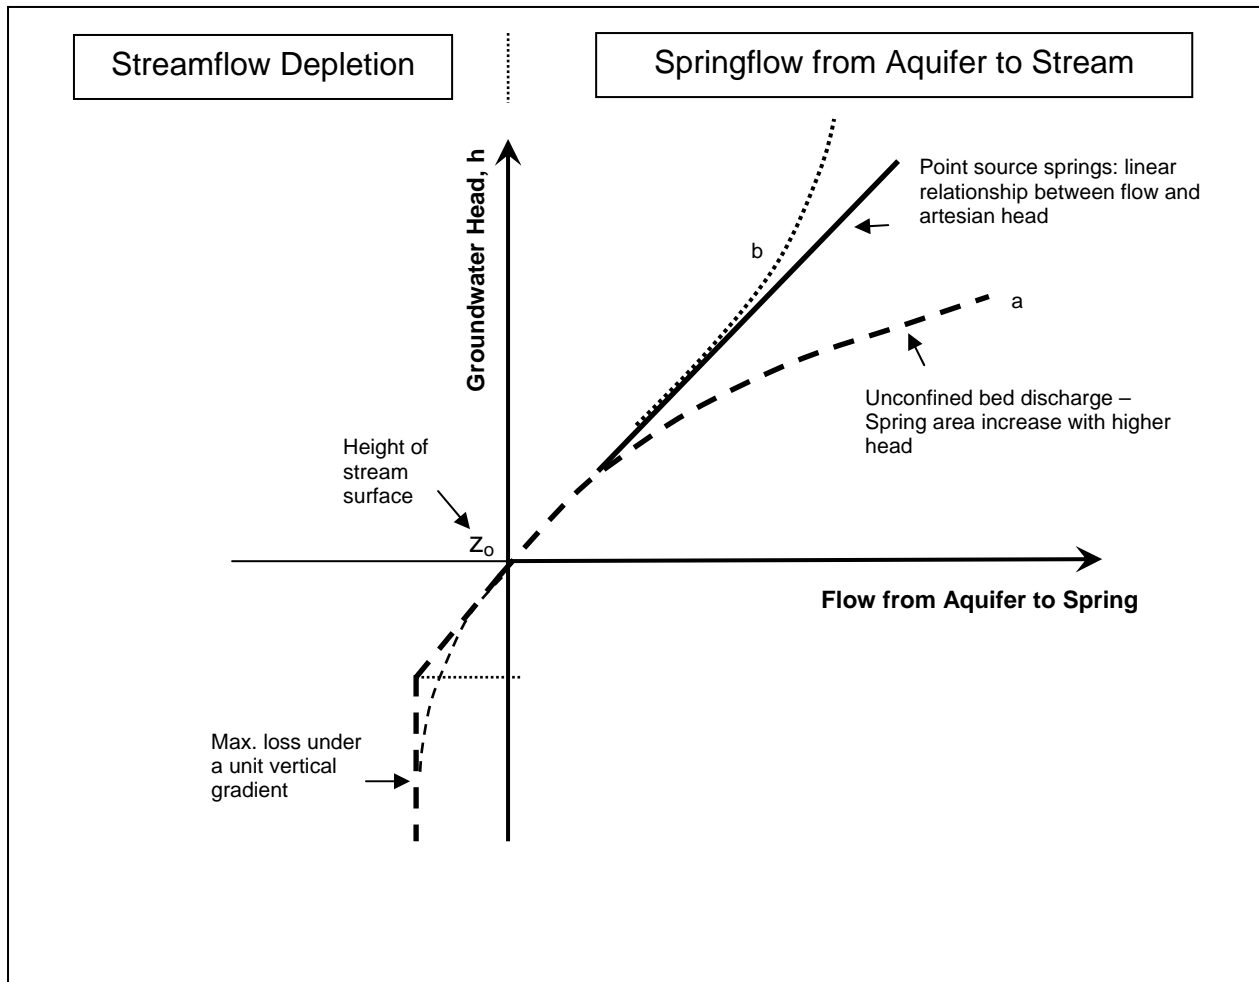 Streamflow Depletion
Springflow from Aquifer to Stream
Groundwater Head, h
Point source springs: linear
relationship between flow and
artesian head
b
a
Unconfined bed discharge –
Spring area increase with higher
head
Height of
stream
surface
Zo
Flow from Aquifer to Spring
Max. loss under
a unit vertical
gradient